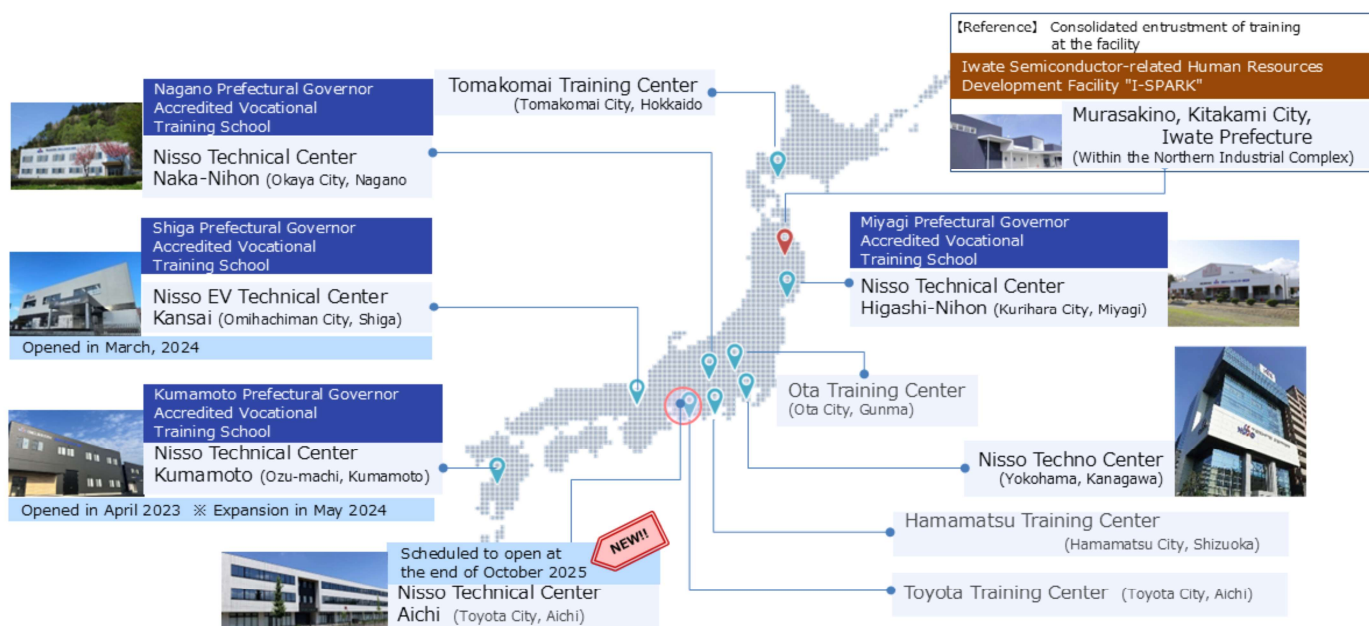 【Reference】 Consolidated entrustment of training
at the facility
Iwate Semiconductor-related Human Resources
Development Facility "I-SPARK"
Murasakino, Kitakami City,
Iwate Prefecture
(Within the Northern Industrial Complex)
Nagano Prefectural Governor
Accredited Vocational
Training School
Nisso Technical Center
Naka-Nihon (Okaya City, Nagano
Tomakomai Training Center
(Tomakomai City, Hokkaido
Shiga Prefectural Governor
Accredited Vocational
Training School
Nisso EV Technical Center
Kansai (Omihachiman City, Shiga)
Opened in March, 2024
Miyagi Prefectural Governor
Accredited Vocational
Training School
Nisso Technical Center
Higashi-Nihon (Kurihara City, Miyagi)
Kumamoto Prefectural Governor
Accredited Vocational
Training School
Nisso Technical Center
Kumamoto (Ozu-machi, Kumamoto)
Opened in April 2023 ※ Expansion in May 2024
Ota Training Center
(Ota City, Gunma)
Nisso Techno Center
(Yokohama, Kanagawa)
NISSO
Hamamatsu Training Center
(Hamamatsu City, Shizuoka)
Toyota Training Center (Toyota City, Aichi)
NEW!!
Scheduled to open at
the end of October 2025
Nisso Technical Center
Aichi (Toyota City, Aichi)